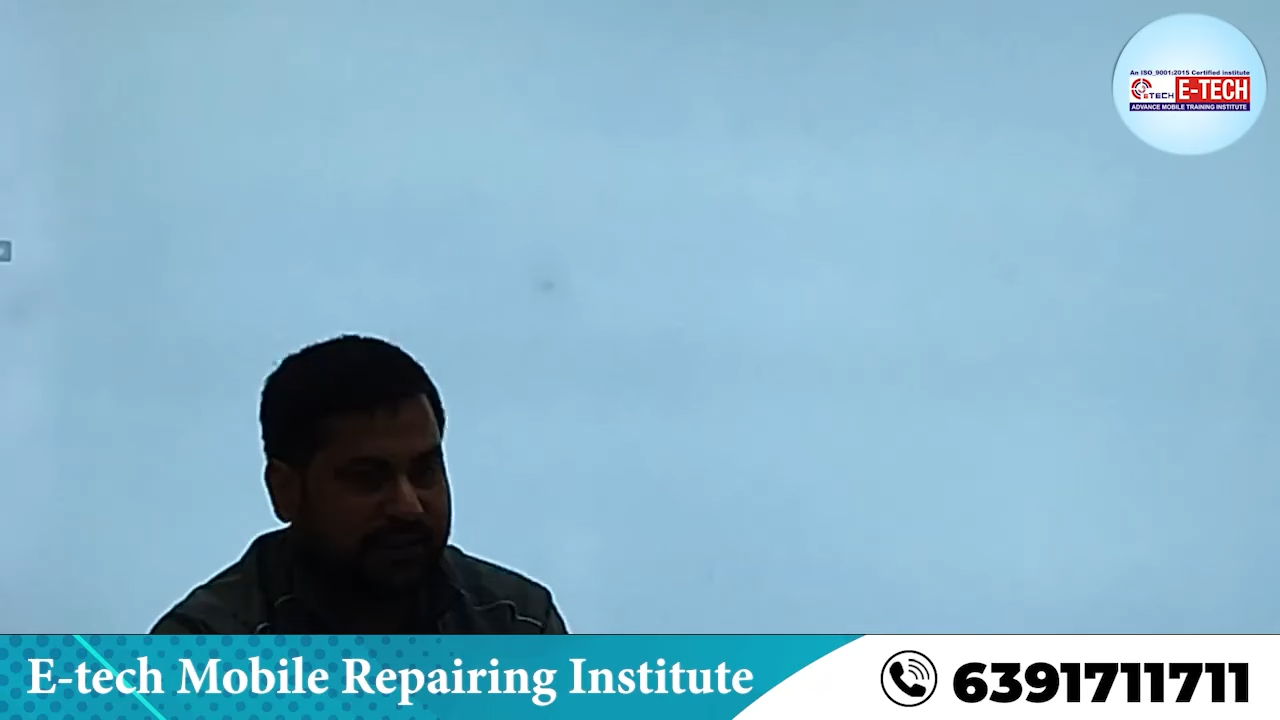 An ISO 9001:2015 Certified Institute
ETECH E-TECH
ADVANCE MOBILE TRAINING INSTITUTE
E-tech Mobile Repairing Institute
6391711711